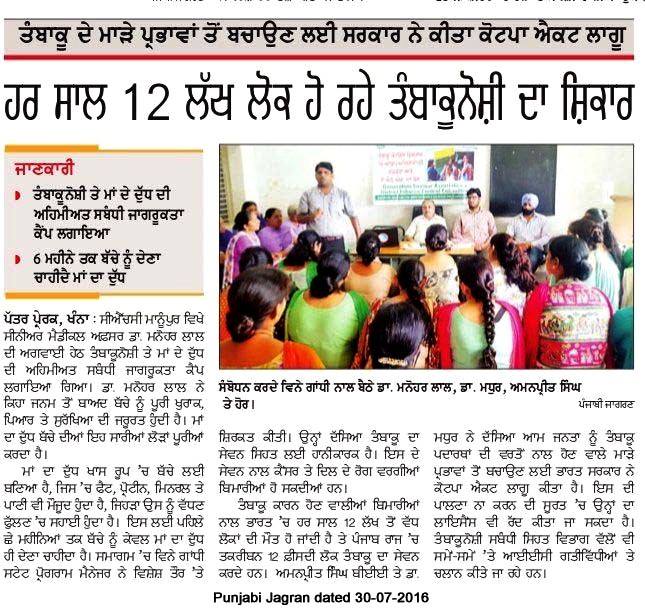 ਤੰਬਾਕੂ ਦੇ ਮਾੜੇ ਪ੍ਰਭਾਵਾਂ ਤੋਂ ਬਚਾਉਣ ਲਈ ਸਰਕਾਰ ਨੇ ਕੀਤਾ ਕੋਟਪਾ ਐਕਟ ਲਾਗੂ
ਹਰ ਸਾਲ 12 ਲੱਖ ਲੋਕ ਹੋ ਰਹੇ ਤੰਬਾਕੂਨੋਸ਼ੀ ਦਾ ਸ਼ਿਕਾਰ
ਜਾਣਕਾਰੀ
ਤੰਬਾਕੂਨੋਸ਼ੀ ਤੇ ਮਾਂ ਦੇ ਦੁੱਧ ਦੀ
ਅਹਿਮੀਅਤ ਸਬੰਧੀ ਜਾਗਰੂਕਤਾ
ਕੈਂਪ ਲਗਾਇਆ
6 ਮਹੀਨੇ ਤਕ ਬੱਚੇ ਨੂੰ ਦੇਣਾ
ਚਾਹੀਦੈ ਮਾਂ ਦਾ ਦੁੱਧ
ਪੱਤਰ ਪ੍ਰੇਰਕ, ਖੰਨਾ : ਸੀਐੱਚਸੀ ਮਾਨੂੰਪੁਰ ਵਿਖੇ
ਸੀਨੀਅਰ ਮੈਡੀਕਲ ਅਫ਼ਸਰ ਡਾ. ਮਨੋਹਰ ਲਾਲ
ਦੀ ਅਗਵਾਈ ਹੇਠ ਤੰਬਾਕੂਨੋਸ਼ੀ ਤੇ ਮਾਂ ਦੇ ਦੁੱਧ
ਦੀ ਅਹਿਮੀਅਤ ਸਬੰਧੀ ਜਾਗਰੂਕਤਾ ਕੈਂਪ
ਲਗਾਇਆ ਗਿਆ। ਡਾ. ਮਨੋਹਰ ਲਾਲ ਨੇ
ਕਿਹਾ ਜਨਮ ਤੋਂ ਬਾਅਦ ਬੱਚੇ ਨੂੰ ਪੂਰੀ ਖੁਰਾਕ,
ਪਿਆਰ ਤੇ ਸੁਰੱਖਿਆ ਦੀ ਜ਼ਰੂਰਤ ਹੁੰਦੀ ਹੈ। ਮਾਂ
ਦਾ ਦੁੱਧ ਬੱਚੇ ਦੀਆਂ ਇਹ ਸਾਰੀਆਂ ਲੋੜਾਂ ਪੂਰੀਆਂ
ਕਰਦਾ ਹੈ।
ਮਾਂ ਦਾ ਦੁੱਧ ਖਾਸ ਰੂਪ 'ਚ ਬੱਚੇ ਲਈ
ਬਣਿਆ ਹੈ, ਜਿਸ 'ਚ ਫੈਟ, ਪ੍ਰੋਟੀਨ, ਮਿਨਰਲ ਤੇ
ਪਾਣੀ ਵੀ ਮੌਜੂਦ ਹੁੰਦਾ ਹੈ, ਜਿਹੜਾ ਉਸ ਨੂੰ ਵੱਧਣ
ਫੁੱਲਣ 'ਚ ਸਹਾਈ ਹੁੰਦਾ ਹੈ। ਇਸ ਲਈ ਪਹਿਲੇ
ਛੇ ਮਹੀਨਿਆਂ ਤਕ ਬੱਚੇ ਨੂੰ ਕੇਵਲ ਮਾਂ ਦਾ ਦੁੱਧ
ਹੀ ਦੇਣਾ ਚਾਹੀਦਾ ਹੈ। ਸਮਾਗਮ 'ਚ ਵਿਨੇ ਗਾਂਧੀ
ਸਟੇਟ ਪ੍ਰੋਗਰਾਮ ਮੈਨੇਜਰ ਨੇ ਵਿਸ਼ੇਸ਼ ਤੌਰ 'ਤੇ
ਸੰਬੋਧਨ ਕਰਦੇ ਵਿਨੇ ਗਾਂਧੀ ਨਾਲ ਬੈਠੇ ਡਾ. ਮਨੋਹਰ ਲਾਲ, ਡਾ. ਮਧੁਰ, ਅਮਨਪ੍ਰੀਤ ਸਿੰਘ
ਤੇ ਹੋਰ।
ਪੰਜਾਬੀ ਜਾਗਰਣ
ਸ਼ਿਰਕਤ ਕੀਤੀ। ਉਨ੍ਹਾਂ ਦੱਸਿਆ ਤੰਬਾਕੂ ਦਾ
ਸੇਵਨ ਸਿਹਤ ਲਈ ਹਾਨੀਕਾਰਕ ਹੈ। ਇਸ ਦੇ
ਸੇਵਨ ਨਾਲ ਕੈਂਸਰ ਤੇ ਦਿਲ ਦੇ ਰੋਗ ਵਰਗੀਆਂ
ਬਿਮਾਰੀਆਂ ਹੋ ਸਕਦੀਆਂ ਹਨ।
ਤੰਬਾਕੂ ਕਾਰਨ ਹੋਣ ਵਾਲੀਆਂ ਬਿਮਾਰੀਆਂ
ਨਾਲ ਭਾਰਤ 'ਚ ਹਰ ਸਾਲ 12 ਲੱਖ ਤੋਂ ਵੱਧ
ਲੋਕਾਂ ਦੀ ਮੌਤ ਹੋ ਜਾਂਦੀ ਹੈ ਤੇ ਪੰਜਾਬ ਰਾਜ 'ਚ
ਤਕਰੀਬਨ 12 ਫ਼ੀਸਦੀ ਲੋਕ ਤੰਬਾਕੂ ਦਾ ਸੇਵਨ
ਕਰਦੇ ਹਨ। ਅਮਨਪ੍ਰੀਤ ਸਿੰਘ ਬੀਈਈ ਤੇ ਡਾ.
ਮਧੁਰ ਨੇ ਦੱਸਿਆ ਆਮ ਜਨਤਾ ਨੂੰ ਤੰਬਾਕੂ
ਪਦਾਰਥਾਂ ਦੀ ਵਰਤੋਂ ਨਾਲ ਹੋਣ ਵਾਲੇ ਮਾੜੇ
ਪ੍ਰਭਾਵਾਂ ਤੋਂ ਬਚਾਉਣ ਲਈ ਭਾਰਤ ਸਰਕਾਰ ਨੇ
ਕੋਟਪਾ ਐਕਟ ਲਾਗੂ ਕੀਤਾ ਹੈ। ਇਸ ਦੀ
ਪਾਲਣਾ ਨਾ ਕਰਨ ਦੀ ਸੂਰਤ 'ਚ ਉਨ੍ਹਾਂ ਦਾ
ਲਾਇਸੈਂਸ ਵੀ ਰੱਦ ਕੀਤਾ ਜਾ ਸਕਦਾ ਹੈ।
ਤੰਬਾਕੂਨੋਸ਼ੀ ਸਬੰਧੀ ਸਿਹਤ ਵਿਭਾਗ ਵੱਲੋਂ ਵੀ
ਸਮੇਂ-ਸਮੇਂ 'ਤੇ ਆਈਈਸੀ ਗਤੀਵਿੱਧੀਆਂ ਤੇ
ਚਲਾਨ ਕੀਤੇ ਜਾ ਰਹੇ ਹਨ।
Punjabi Jagran dated 30-07-2016